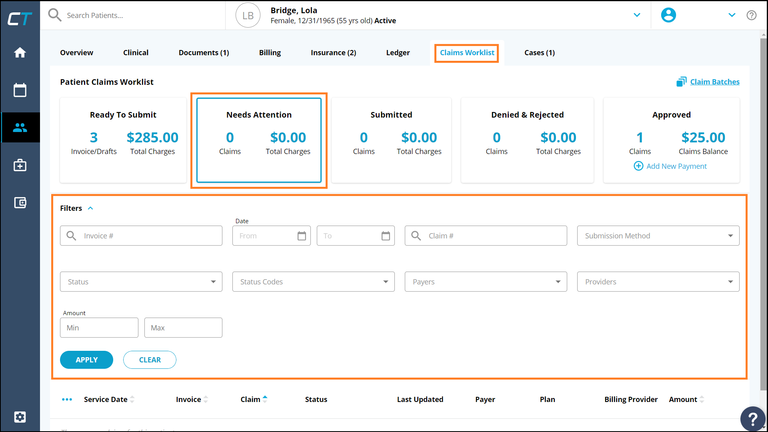 CT
Search Patients...
LB
Bridge, Lola
Female, 12/31/1965 (55 yrs old) Active
?
Overview Clinical Documents (1) Billing Insurance (2) Ledger Claims Worklist Cases (1)
Patient Claims Worklist Claim Batches
Ready To Submit Needs Attention Submitted Denied & Rejected Approved
3 $285.00 0 $0.00 0 $0.00 0 $0.00 1 $25.00
Invoice/Drafts Total Charges Claims Total Charges Claims Total Charges Claims Total Charges Claims Claims Balance
Add New Payment
Filters
Date
Invoice # From To Claim # Submission Method
Status Status Codes Payers Providers
Amount
Min Max
APPLY CLEAR
Service Date Invoice Claim Status Last Updated Payer Plan Billing Provider Amount
?